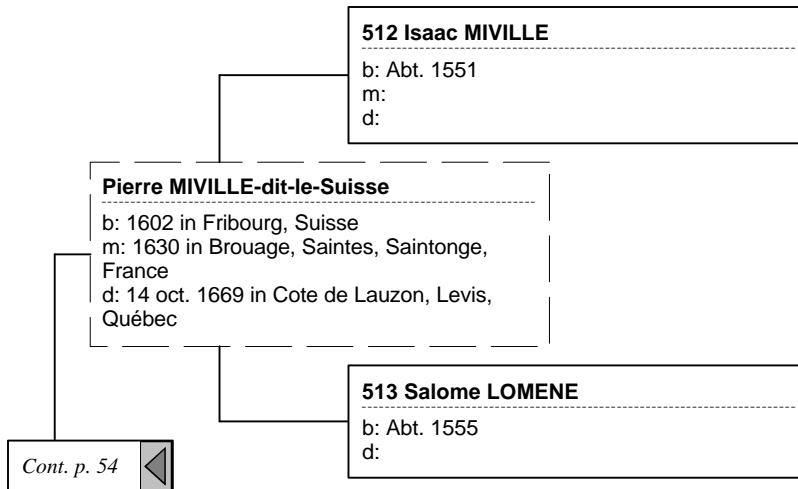 512 Isaac MIVILLE
b: Abt. 1551
m:
d:
Pierre MIVILLE-dit-le-Suisse
b: 1602 in Fribourg, Suisse
m: 1630 in Brouage, Saintes, Saintonge,
France
d: 14 oct. 1669 in Cote de Lauzon, Levis,
Québec
513 Salome LOMENE
b: Abt. 1555
d:
Cont. p. 54